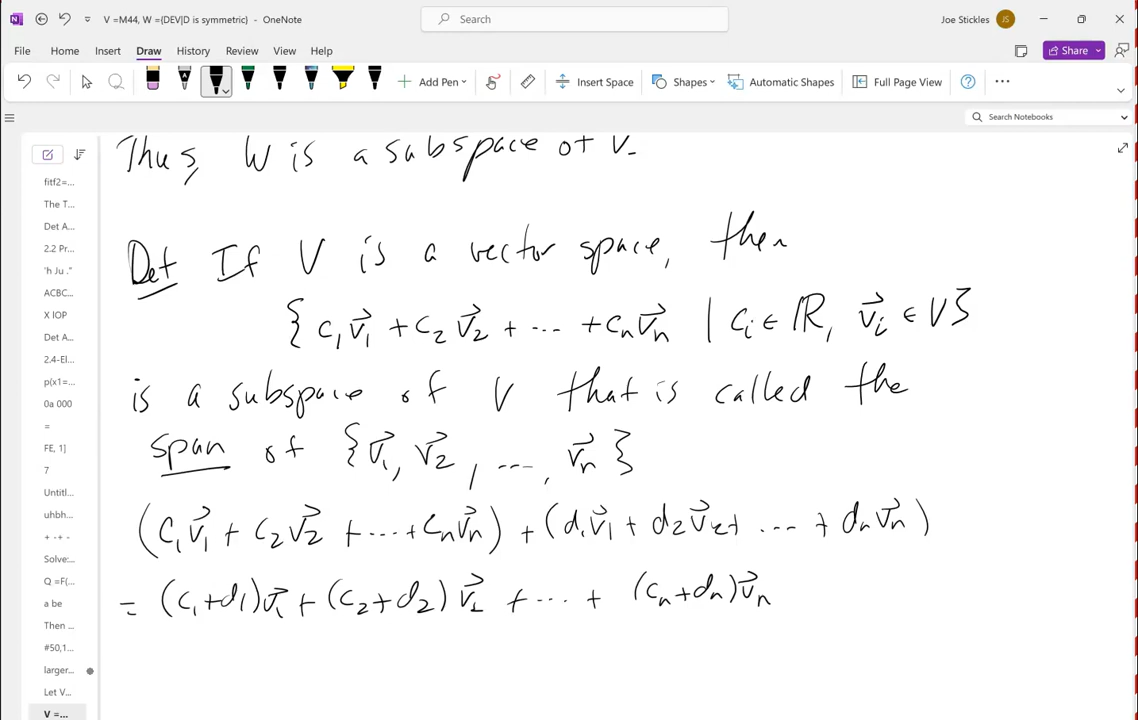 V =M44, W ={DEV|D is symmetric) - OneNote
Search
Joe Stickles
JS
File Home Insert Draw History Review View Help
Share
Add Pen
Insert Space
Shapes
Automatic Shapes
Full Page View
Search Notebooks
fitf2=...
The T...
Det A...
2.2 Pr...
'h Ju ."
ACBC...
X IOP
Det A...
2.4-El...
p(x1=...
0a 000
=
FE, 1]
7
Untitl...
uhbh...
+ -+ -
Solve:...
Q =F(...
a be
Then ...
#50,1...
larger...
Let V...
V =...
Thus, W is a subspace of V.
Def If V is a vector space, then
{c₁v⃗₁ + c₂v⃗₂ + ... + cₙv⃗ₙ | cᵢ ∈ ℝ, v⃗ᵢ ∈ V}
is a subspace of V that is called the
span of {v⃗₁, v⃗₂, ..., v⃗ₙ}
(c₁v⃗₁ + c₂v⃗₂ + ... + cₙv⃗ₙ) + (d₁v⃗₁ + d₂v⃗₂ + ... + dₙv⃗ₙ)
= (c₁+d₁)v⃗₁ + (c₂+d₂)v⃗₂ + ... + (cₙ+dₙ)v⃗ₙ